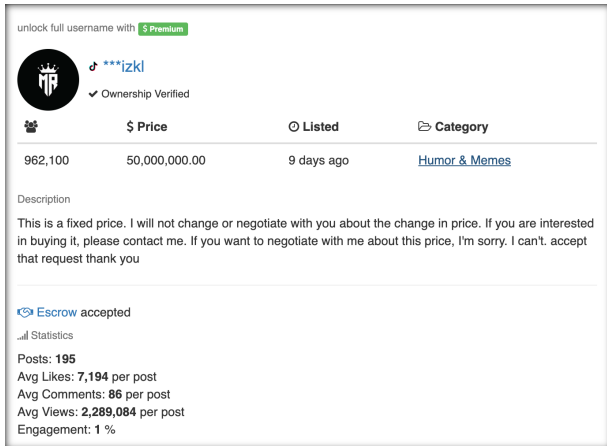 unlock full username with $ Premium
MR
***izkl
Ownership Verified
$ Price Listed Category
962,100 50,000,000.00 9 days ago Humor & Memes
Description
This is a fixed price. I will not change or negotiate with you about the change in price. If you are interested
in buying it, please contact me. If you want to negotiate with me about this price, I'm sorry. I can't. accept
that request thank you
Escrow accepted
Statistics
Posts: 195
Avg Likes: 7,194 per post
Avg Comments: 86 per post
Avg Views: 2,289,084 per post
Engagement: 1 %